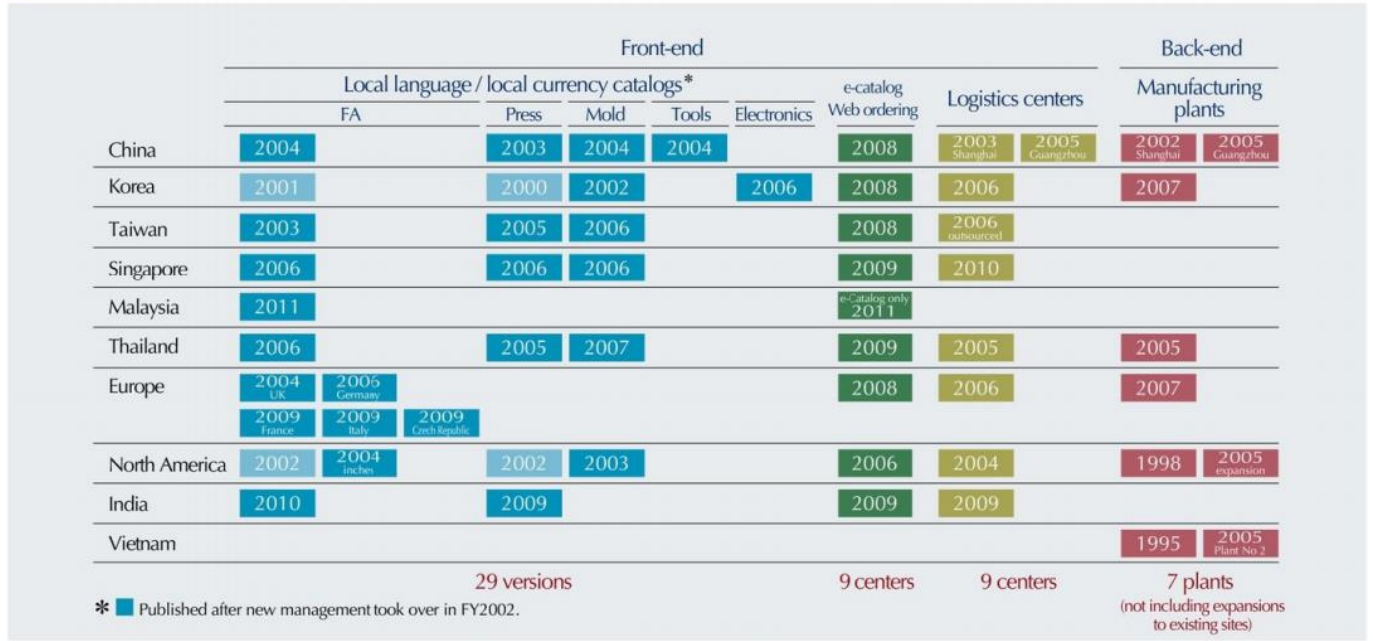 Front-end Back-end
Local language / local currency catalogs* e-catalog Web ordering Logistics centers Manufacturing plants
FA Press Mold Tools Electronics
China 2004 2003 2004 2004 2008 2003 Shanghai 2005 Guangzhou 2002 Shanghai 2005 Guangzhou
Korea 2001 2000 2002 2006 2008 2006 2007
Taiwan 2003 2005 2006 2008 2006 outsourced
Singapore 2006 2006 2006 2009 2010
Malaysia 2011 e-Catalog only 2011
Thailand 2006 2005 2007 2009 2005 2005
Europe 2004 UK 2006 Germany 2008 2006 2007
2009 France 2009 Italy 2009 Czech Republic
North America 2002 2004 inches 2002 2003 2006 2004 1998 2005 expansion
India 2010 2009 2009 2009
Vietnam 1995 2005 Plant No 2
29 versions 9 centers 9 centers 7 plants
(not including expansions
to existing sites)
* Published after new management took over in FY2002.